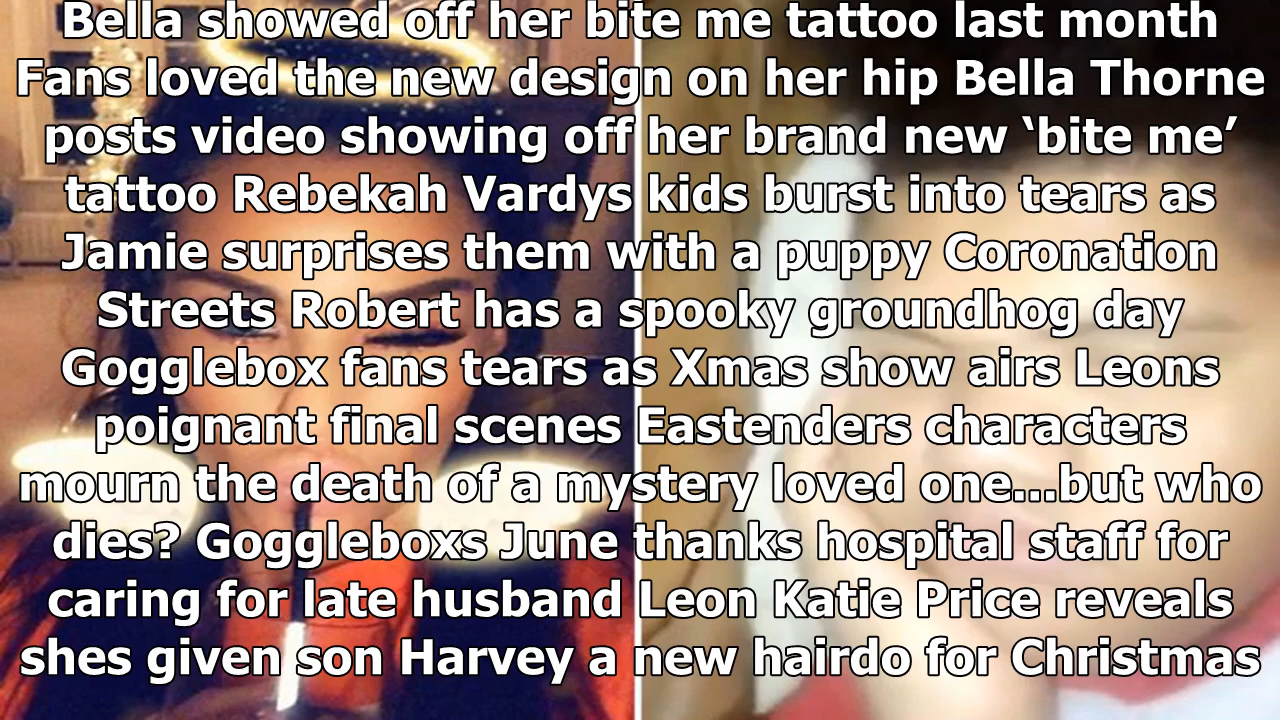 Bella showed off her bite me tattoo last month
Fans loved the new design on her hip Bella Thorne
posts video showing off her brand new ‘bite me’
tattoo Rebekah Vardys kids burst into tears as
Jamie surprises them with a puppy Coronation
Streets Robert has a spooky groundhog day
Gogglebox fans tears as Xmas show airs Leons
poignant final scenes Eastenders characters
mourn the death of a mystery loved one...but who
dies? Goggleboxs June thanks hospital staff for
caring for late husband Leon Katie Price reveals
shes given son Harvey a new hairdo for Christmas